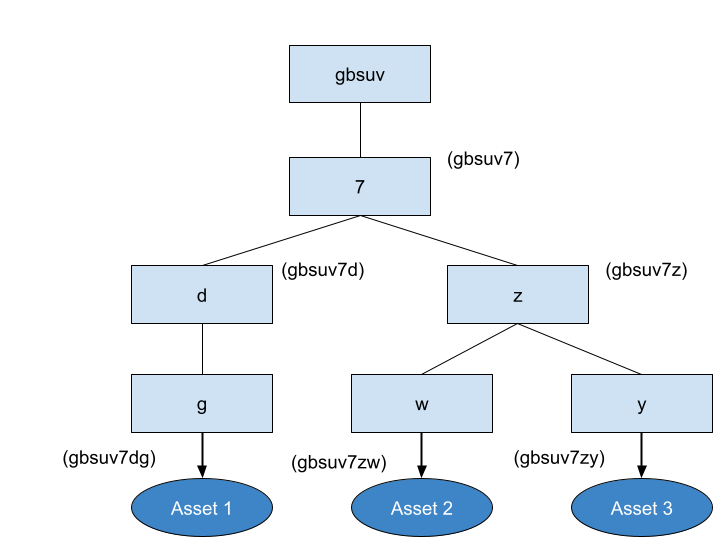 gbsuv
(gbsuv7)
7
(gbsuv7d)
(gbsuv7z)
d
z
g
w
y
(gbsuv7dg)
(gbsuv7zw)
(gbsuv7zy)
Asset 1
Asset 2
Asset 3